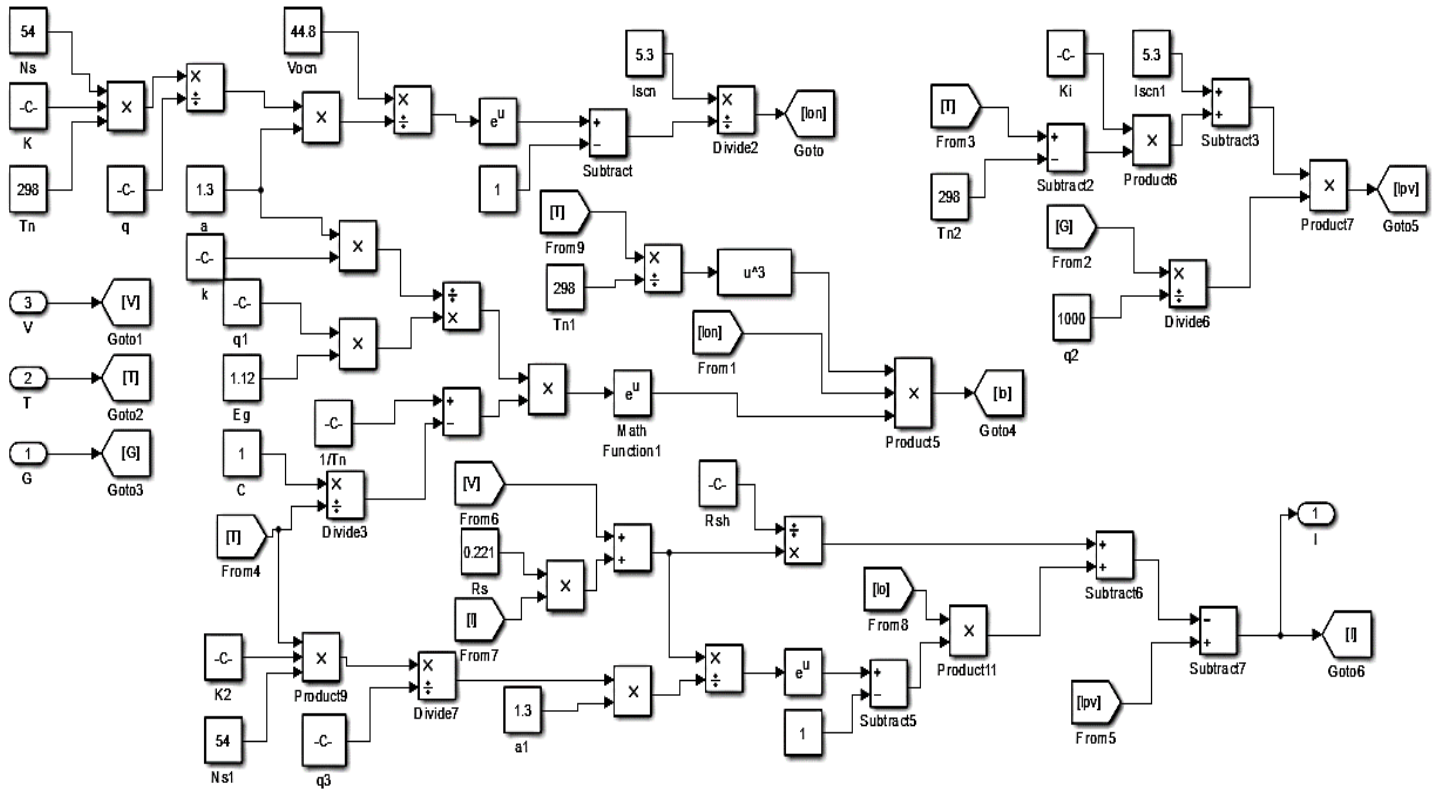 54
Ns
-C-
K
298
Tn
×
-C-
q
×
÷
44.8
Vocn
×
×
÷
e^u
1.3
a
1
+
−
Subtract
5.3
Iscn
×
÷
Divide2
[Ion]
Goto
-C-
Ki
5.3
Iscn1
[T]
From3
298
Tn2
+
−
Subtract2
×
Product6
+
+
Subtract3
[G]
From2
1000
q2
×
÷
Divide6
×
Product7
[Ipv]
Goto5
3
V
[V]
Goto1
2
T
[T]
Goto2
1
G
[G]
Goto3
-C-
k
×
-C-
q1
1.12
Eg
×
÷
×
[T]
From9
298
Tn1
×
÷
u^3
[Ion]
From1
-C-
1/Tn
1
C
×
÷
Divide3
[T]
From4
+
−
×
e^u
Math
Function1
×
Product5
[b]
Goto4
[V]
From6
0.221
Rs
[I]
From7
×
+
+
-C-
Rsh
÷
×
-C-
K2
54
Ns1
×
Product9
-C-
q3
×
÷
Divide7
1.3
a1
×
×
÷
e^u
1
+
−
Subtract5
[Io]
From8
×
Product11
+
+
Subtract6
[Ipv]
From5
−
+
Subtract7
1
I
[I]
Goto6